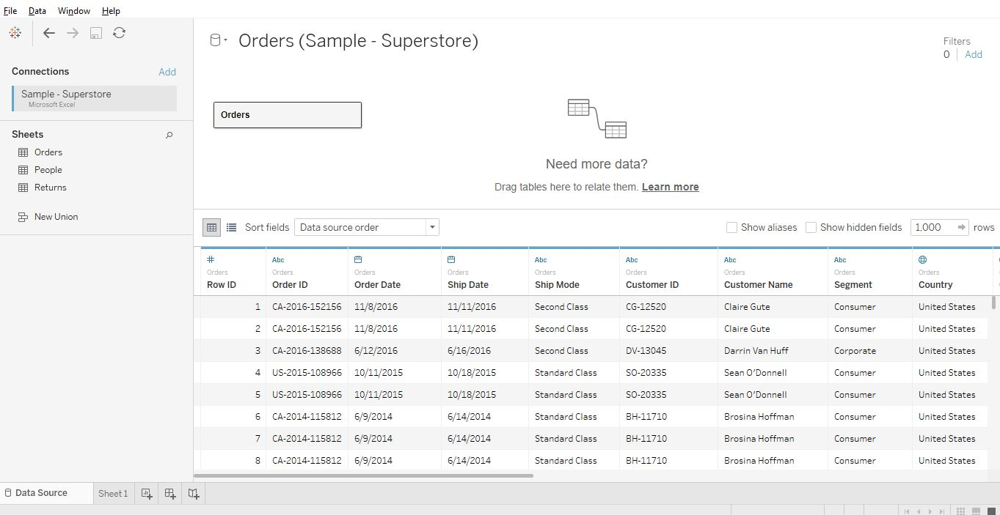 File Data Window Help
Orders (Sample - Superstore)
Filters
0 Add
Connections Add
Sample - Superstore
Microsoft Excel
Sheets
Orders
People
Returns
New Union
Orders
Need more data?
Drag tables here to relate them. Learn more
Sort fields Data source order Show aliases Show hidden fields 1,000 rows
# Abc Abc Abc Abc Abc
Orders Orders Orders Orders Orders Orders Orders Orders Orders
Row ID Order ID Order Date Ship Date Ship Mode Customer ID Customer Name Segment Country
1 CA-2016-152156 11/8/2016 11/11/2016 Second Class CG-12520 Claire Gute Consumer United States
2 CA-2016-152156 11/8/2016 11/11/2016 Second Class CG-12520 Claire Gute Consumer United States
3 CA-2016-138688 6/12/2016 6/16/2016 Second Class DV-13045 Darrin Van Huff Corporate United States
4 US-2015-108966 10/11/2015 10/18/2015 Standard Class SO-20335 Sean O'Donnell Consumer United States
5 US-2015-108966 10/11/2015 10/18/2015 Standard Class SO-20335 Sean O'Donnell Consumer United States
6 CA-2014-115812 6/9/2014 6/14/2014 Standard Class BH-11710 Brosina Hoffman Consumer United States
7 CA-2014-115812 6/9/2014 6/14/2014 Standard Class BH-11710 Brosina Hoffman Consumer United States
8 CA-2014-115812 6/9/2014 6/14/2014 Standard Class BH-11710 Brosina Hoffman Consumer United States
Data Source Sheet 1